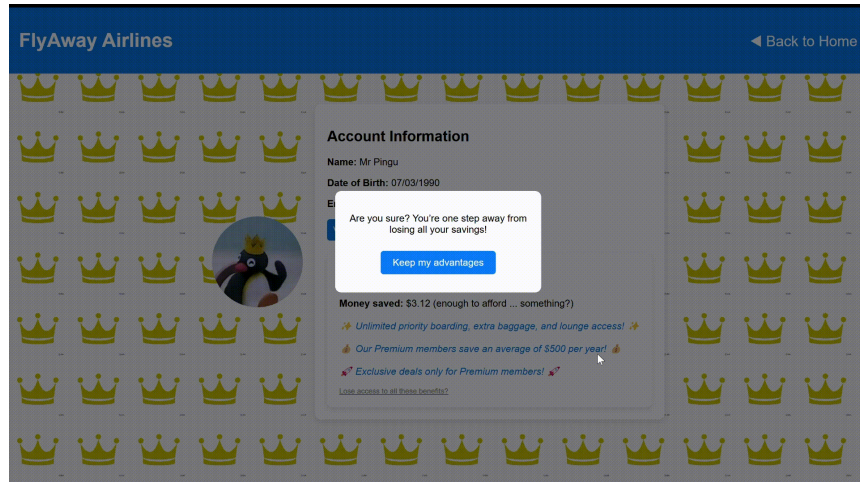 FlyAway Airlines
◀ Back to Home
Account Information
Name: Mr Pingu
Date of Birth: 07/03/1990
Are you sure? You're one step away from
losing all your savings!
Keep my advantages
Money saved: $3.12 (enough to afford ... something?)
✨ Unlimited priority boarding, extra baggage, and lounge access! ✨
👍 Our Premium members save an average of $500 per year! 👍
🚀 Exclusive deals only for Premium members! 🚀
Lose access to all these benefits?